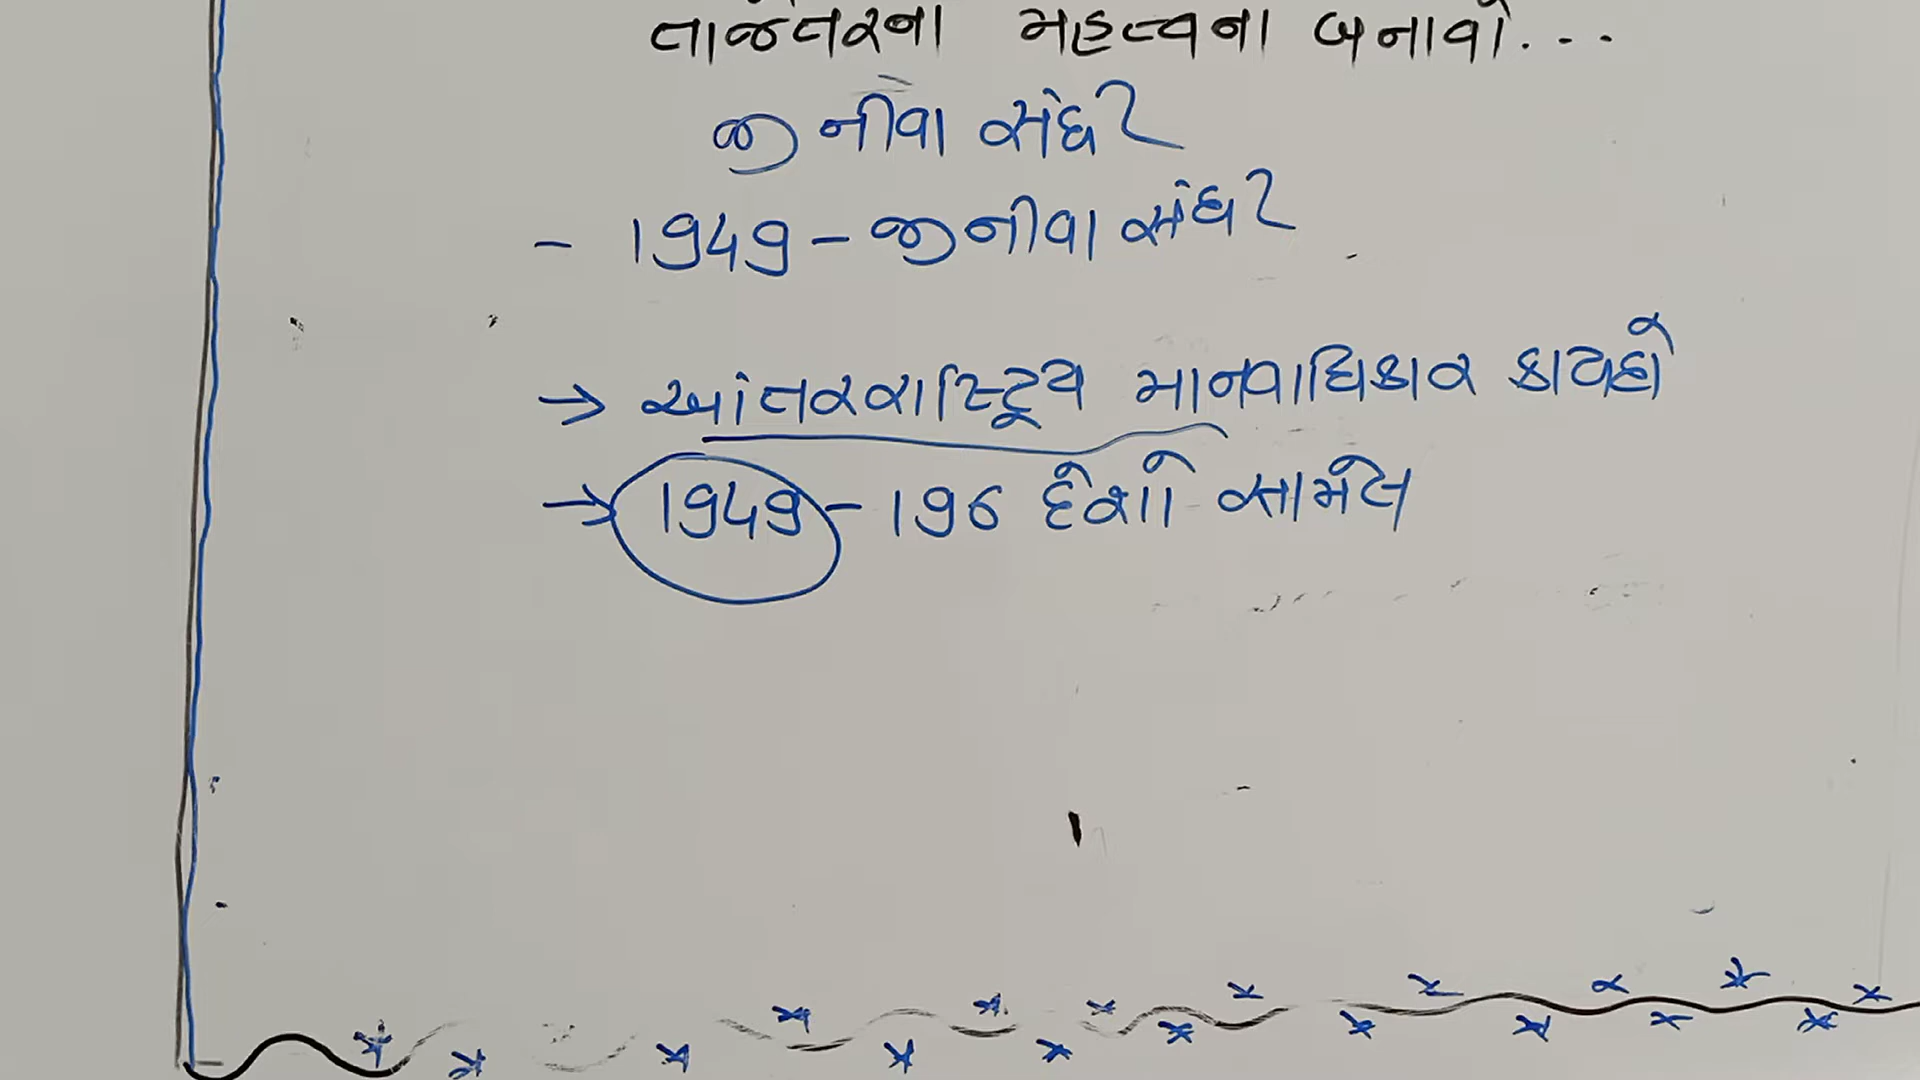 તાજેતરના મહત્વના બનાવો...
જીનીવા સંઘ?
- 1949 - જીનીવા સંઘ?
→ આંતરરાષ્ટ્રિય માનવાધિકાર કાયદો
→ 1949 - 196 દેશો સામેલ